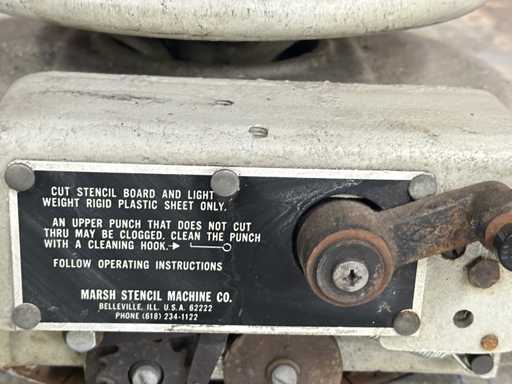 CUT STENCIL BOARD AND LIGHT
WEIGHT RIGID PLASTIC SHEET ONLY.
AN UPPER PUNCH THAT DOES NOT CUT
THRU MAY BE CLOGGED. CLEAN THE PUNCH
WITH A CLEANING HOOK.
FOLLOW OPERATING INSTRUCTIONS
MARSH STENCIL MACHINE CO.
BELLEVILLE, ILL. U.S.A. 62222
PHONE (618) 234-1122